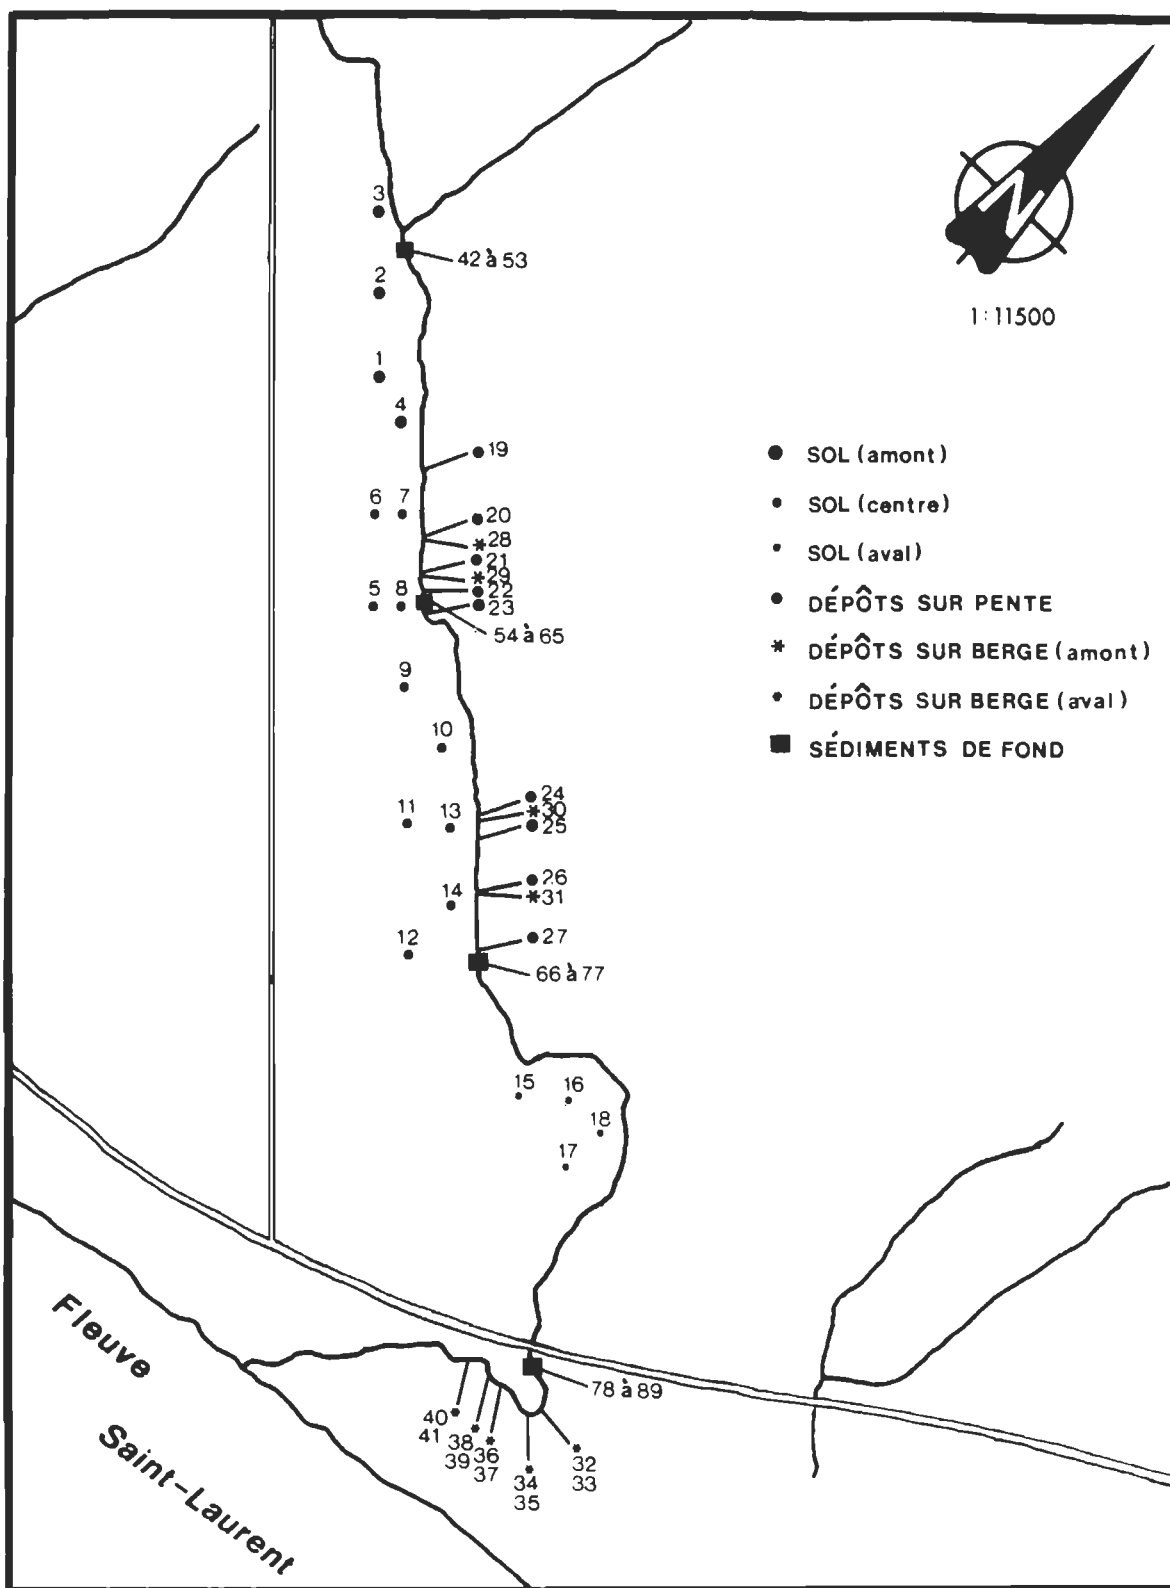 3
42 à 53
2
N
1:11500
1
4
19
SOL (amont)
6 7
SOL (centre)
20
28
SOL (aval)
21
29
5 8
22
23
DÉPÔTS SUR PENTE
54 à 65
DÉPÔTS SUR BERGE (amont)
9
DÉPÔTS SUR BERGE (aval)
10
SÉDIMENTS DE FOND
24
30
11 13
25
26
14
31
12
27
66 à 77
15 16
18
17
Fleuve
Saint-Laurent
78 à 89
40
41
38
39
36
37
34
35
32
33